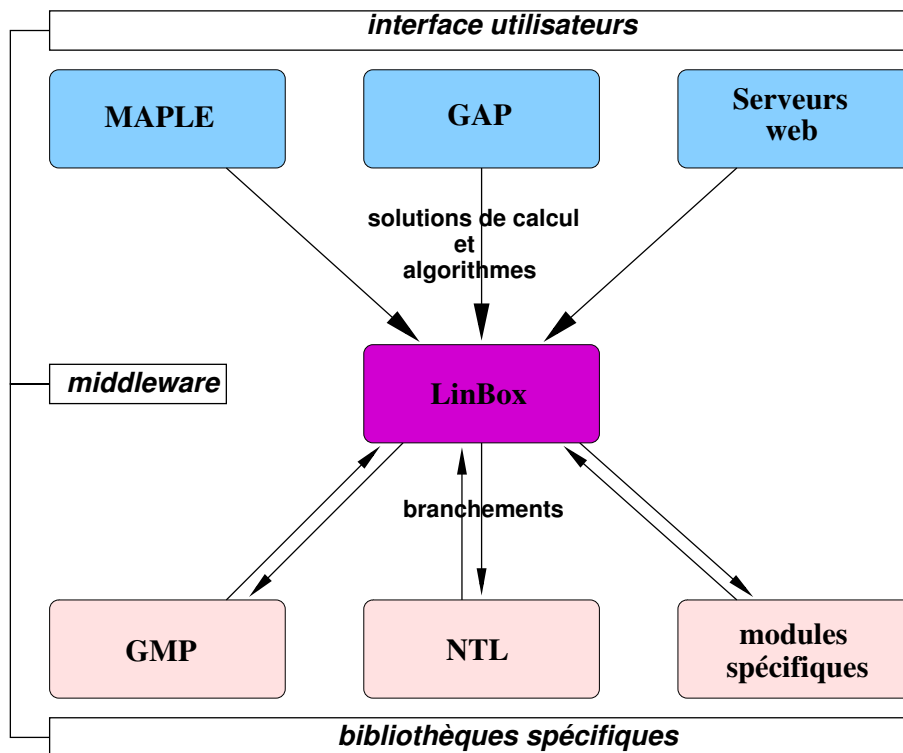 interface utilisateurs
MAPLE
GAP
Serveurs
web
solutions de calcul
et
algorithmes
middleware
LinBox
branchements
GMP
NTL
modules
spécifiques
bibliothèques spécifiques